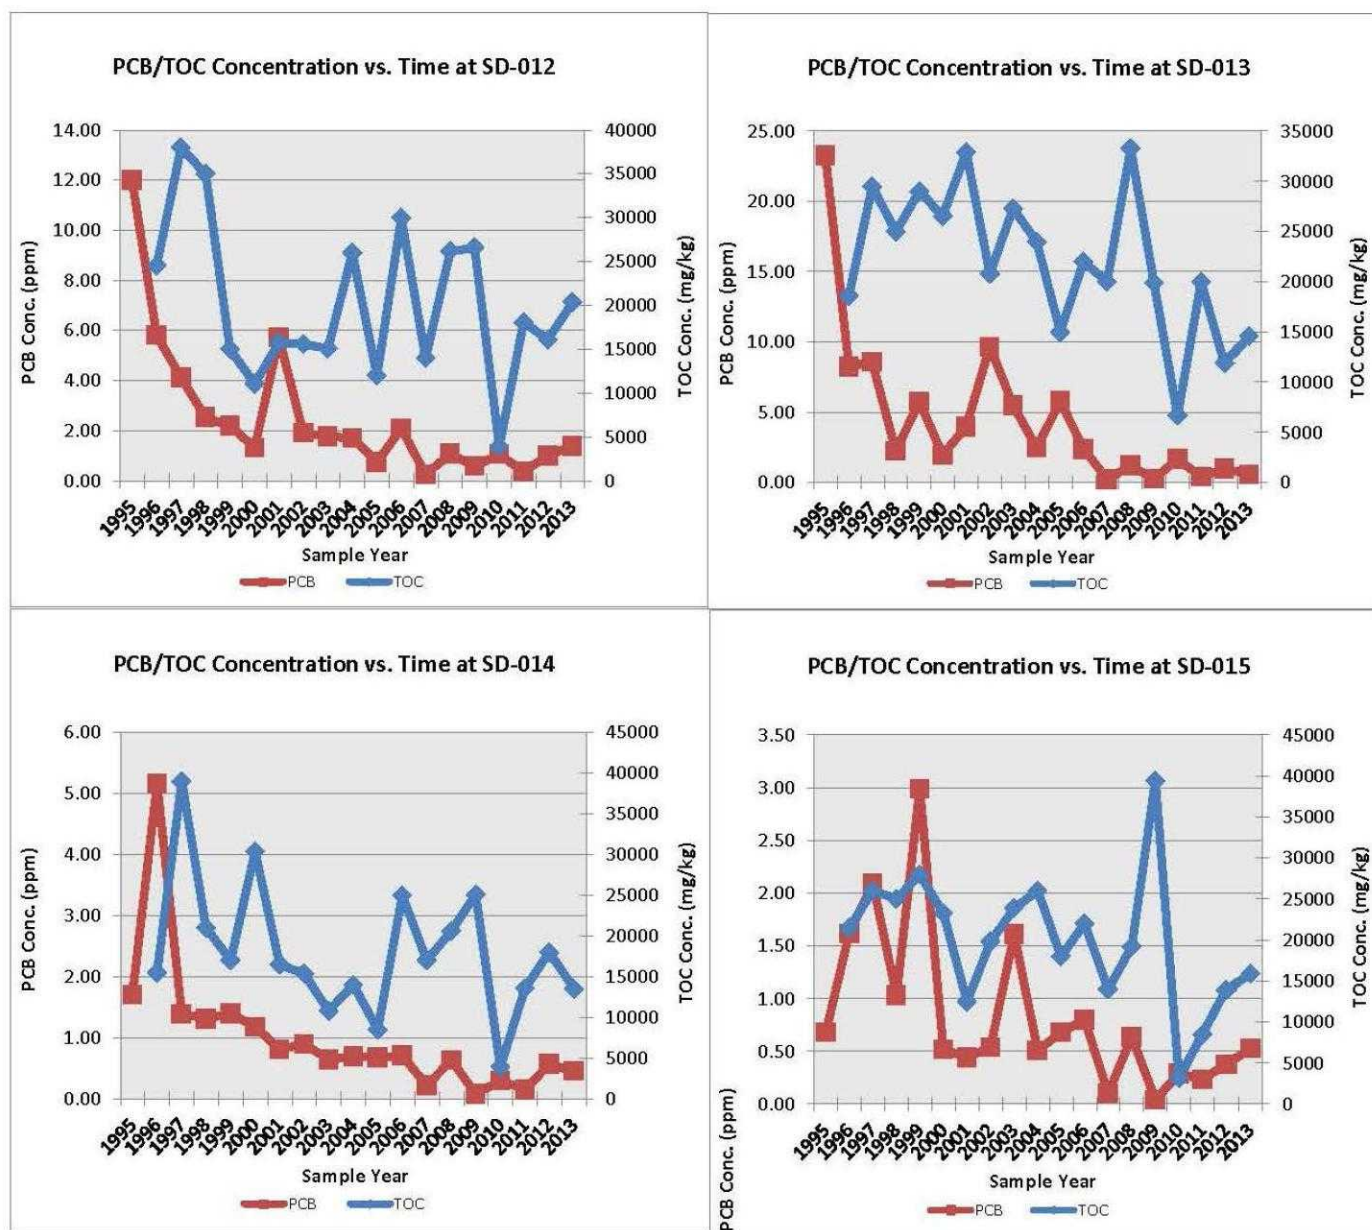 PCB/TOC Concentration vs. Time at SD-012
14.00
12.00
10.00
8.00
6.00
4.00
2.00
0.00
PCB Conc. (ppm)
40000
35000
30000
25000
20000
15000
10000
5000
0
TOC Conc. (mg/kg)
1995 1996 1997 1998 1999 2000 2001 2002 2003 2004 2005 2006 2007 2008 2009 2010 2011 2012 2013
Sample Year
PCB TOC
PCB/TOC Concentration vs. Time at SD-013
25.00
20.00
15.00
10.00
5.00
0.00
PCB Conc. (ppm)
35000
30000
25000
20000
15000
10000
5000
0
TOC Conc. (mg/kg)
1995 1996 1997 1998 1999 2000 2001 2002 2003 2004 2005 2006 2007 2008 2009 2010 2011 2012 2013
Sample Year
PCB TOC
PCB/TOC Concentration vs. Time at SD-014
6.00
5.00
4.00
3.00
2.00
1.00
0.00
PCB Conc. (ppm)
45000
40000
35000
30000
25000
20000
15000
10000
5000
0
TOC Conc. (mg/kg)
1995 1996 1997 1998 1999 2000 2001 2002 2003 2004 2005 2006 2007 2008 2009 2010 2011 2012 2013
Sample Year
PCB TOC
PCB/TOC Concentration vs. Time at SD-015
3.50
3.00
2.50
2.00
1.50
1.00
0.50
0.00
PCB Conc. (ppm)
45000
40000
35000
30000
25000
20000
15000
10000
5000
0
TOC Conc. (mg/kg)
1995 1996 1997 1998 1999 2000 2001 2002 2003 2004 2005 2006 2007 2008 2009 2010 2011 2012 2013
Sample Year
PCB TOC